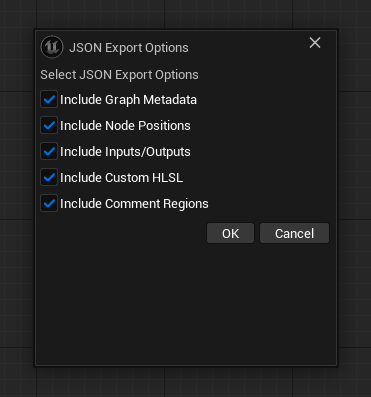 JSON Export Options
Select JSON Export Options
Include Graph Metadata
Include Node Positions
Include Inputs/Outputs
Include Custom HLSL
Include Comment Regions
OK Cancel